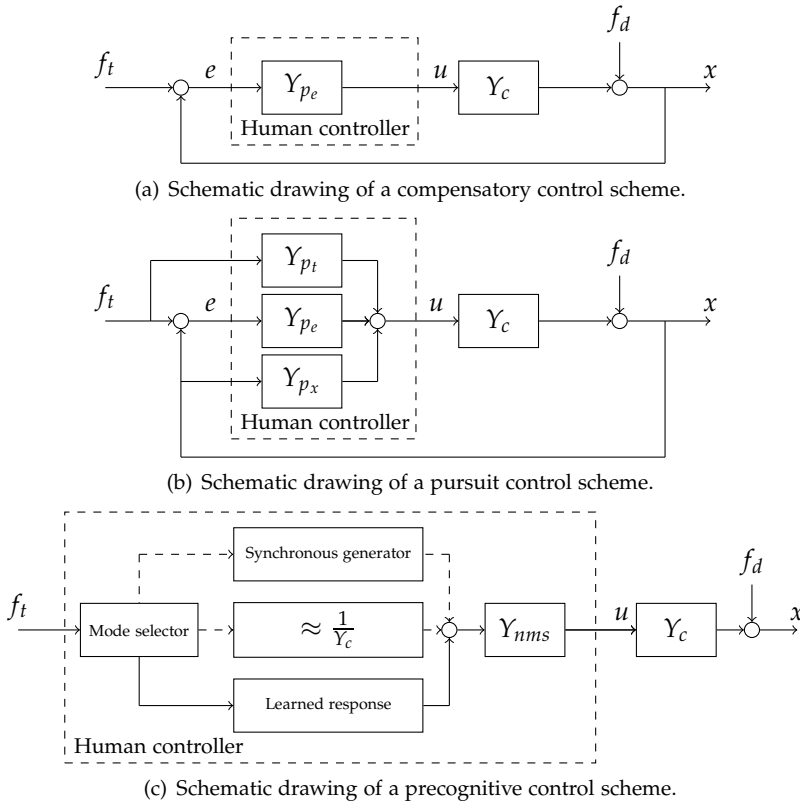 f_d
f_t e Y_{p_e} u Y_c x
Human controller
(a) Schematic drawing of a compensatory control scheme.
Y_{p_t} f_d
f_t e Y_{p_e} u Y_c x
Y_{p_x}
Human controller
(b) Schematic drawing of a pursuit control scheme.
Synchronous generator
f_d
f_t Mode selector ≈ 1/Y_c Y_{nms} u Y_c x
Learned response
Human controller
(c) Schematic drawing of a precognitive control scheme.